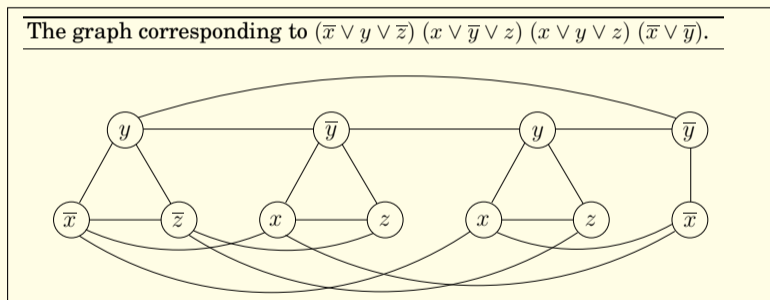 The graph corresponding to (x̅ ∨ y ∨ z̅) (x ∨ y̅ ∨ z) (x ∨ y ∨ z) (x̅ ∨ y̅).
y y̅ y y̅
x̅ z̅ x z x z x̅